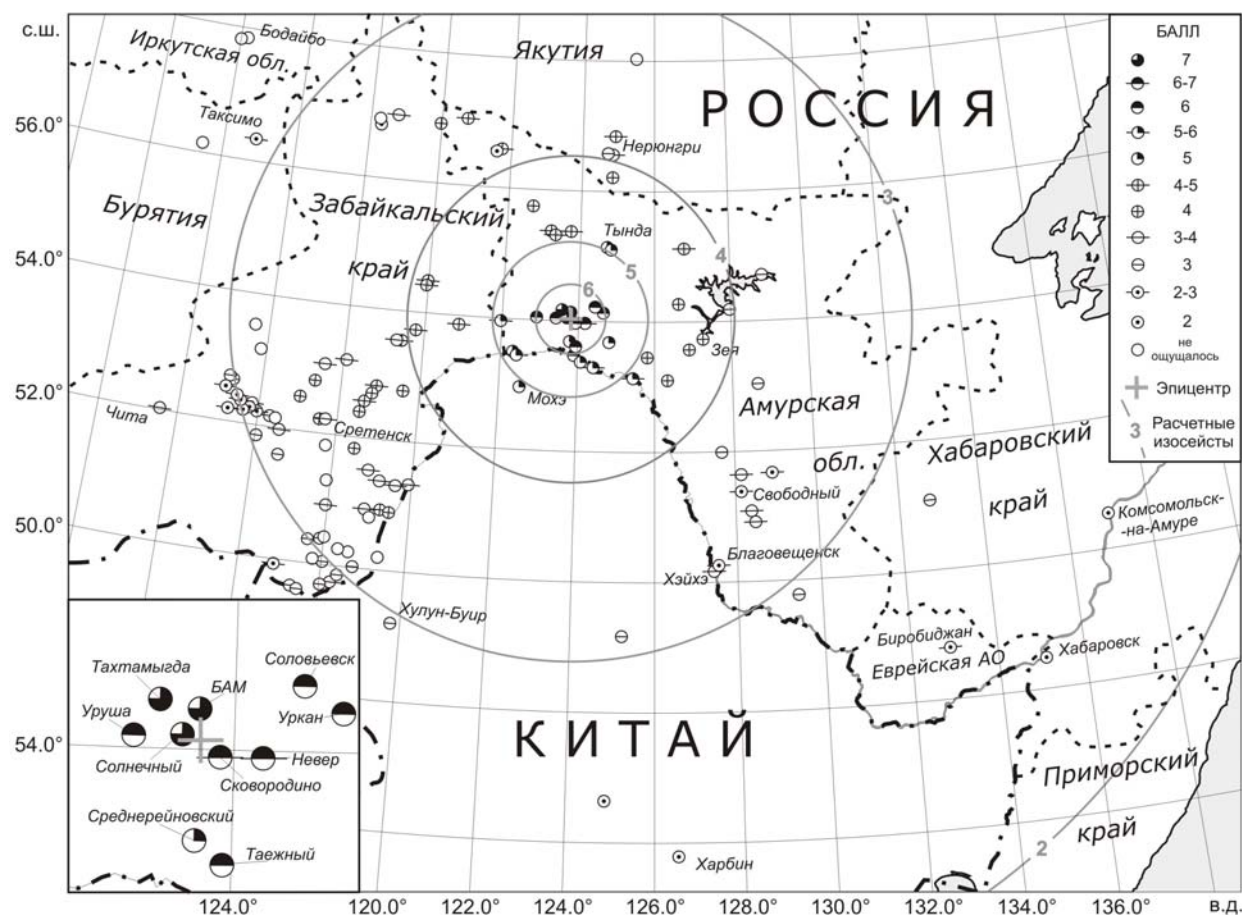 с.ш.
56.0°
54.0°
52.0°
50.0°
Бодайбо
Иркутская обл.
Якутия
РОССИЯ
Таксимо
Нерюнгри
Бурятия
Забайкальский
край
Тында
3
4
5
6
Зея
Мохэ
Чита
Сретенск
Амурская
обл.
Хабаровский
край
Свободный
Комсомольск-
-на-Амуре
Благовещенск
Хэйхэ
Хулун-Буир
Биробиджан
Хабаровск
Еврейская АО
КИТАЙ
Приморский
край
2
Харбин
БАЛЛ
7
6-7
6
5-6
5
4-5
4
3-4
3
2-3
2
не
ощущалось
Эпицентр
3 Расчетные
изосейсты
Тахтамыгда
Соловьевск
БАМ
Уруша
Уркан
54.0°
Солнечный
Невер
Сковородино
Среднерейновский
Таежный
124.0°
120.0°
122.0°
124.0°
126.0°
128.0°
130.0°
132.0°
134.0°
136.0°
в.д.